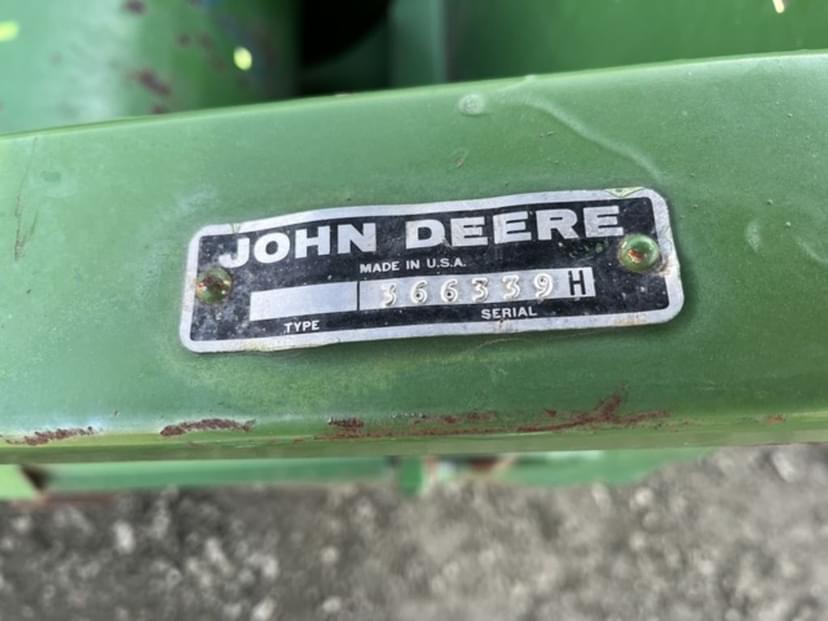 JOHN DEERE
MADE IN U.S.A.
366339H
TYPE SERIAL